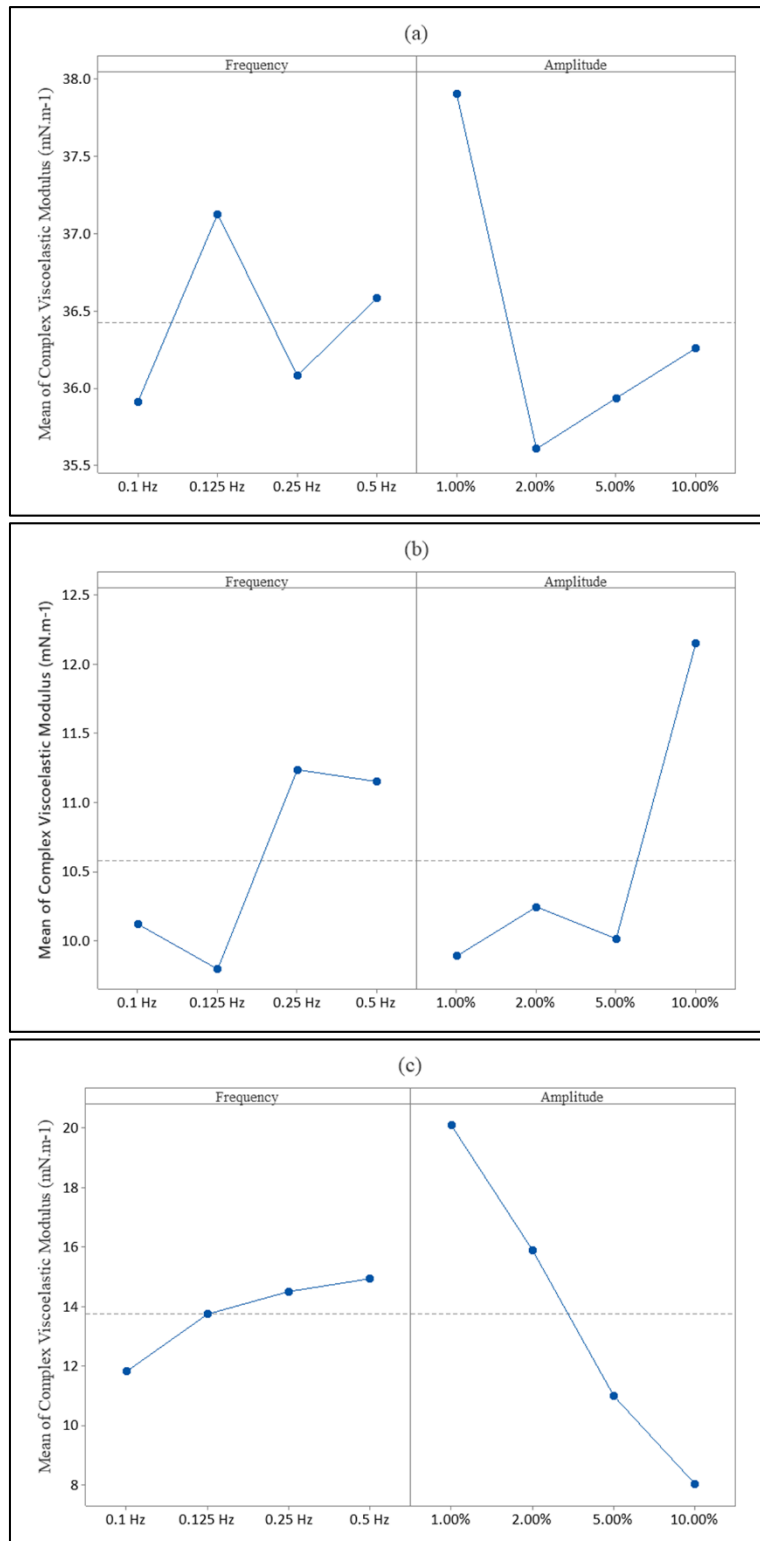 (a)
Frequency Amplitude
Mean of Complex Viscoelastic Modulus (mN.m-1)
38.0
37.5
37.0
36.5
36.0
35.5
0.1 Hz 0.125 Hz 0.25 Hz 0.5 Hz 1.00% 2.00% 5.00% 10.00%
(b)
Frequency Amplitude
Mean of Complex Viscoelastic Modulus (mN.m-1)
12.5
12.0
11.5
11.0
10.5
10.0
0.1 Hz 0.125 Hz 0.25 Hz 0.5 Hz 1.00% 2.00% 5.00% 10.00%
(c)
Frequency Amplitude
Mean of Complex Viscoelastic Modulus (mN.m-1)
20
18
16
14
12
10
8
0.1 Hz 0.125 Hz 0.25 Hz 0.5 Hz 1.00% 2.00% 5.00% 10.00%